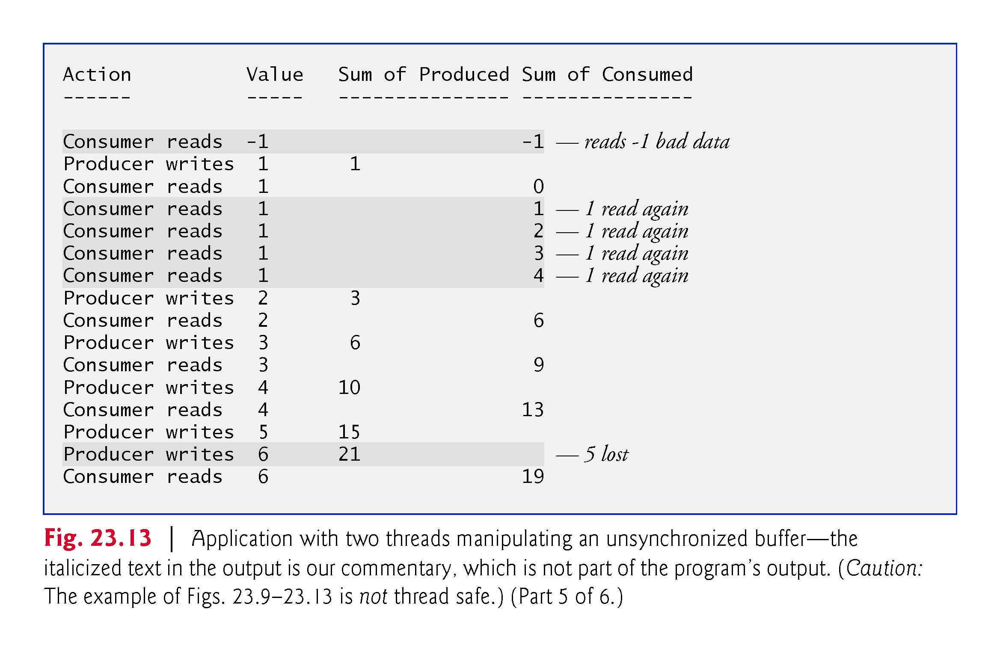 Action          Value   Sum of Produced Sum of Consumed
------          -----   --------------- ---------------
Consumer reads  -1                      -1 — reads -1 bad data
Producer writes  1       1
Consumer reads   1                       0
Consumer reads   1                       1 — 1 read again
Consumer reads   1                       2 — 1 read again
Consumer reads   1                       3 — 1 read again
Consumer reads   1                       4 — 1 read again
Producer writes  2       3
Consumer reads   2                       6
Producer writes  3       6
Consumer reads   3                       9
Producer writes  4      10
Consumer reads   4                      13
Producer writes  5      15
Producer writes  6      21                 — 5 lost
Consumer reads   6                      19
Fig. 23.13 | Application with two threads manipulating an unsynchronized buffer—the
italicized text in the output is our commentary, which is not part of the program’s output. (Caution:
The example of Figs. 23.9–23.13 is not thread safe.) (Part 5 of 6.)